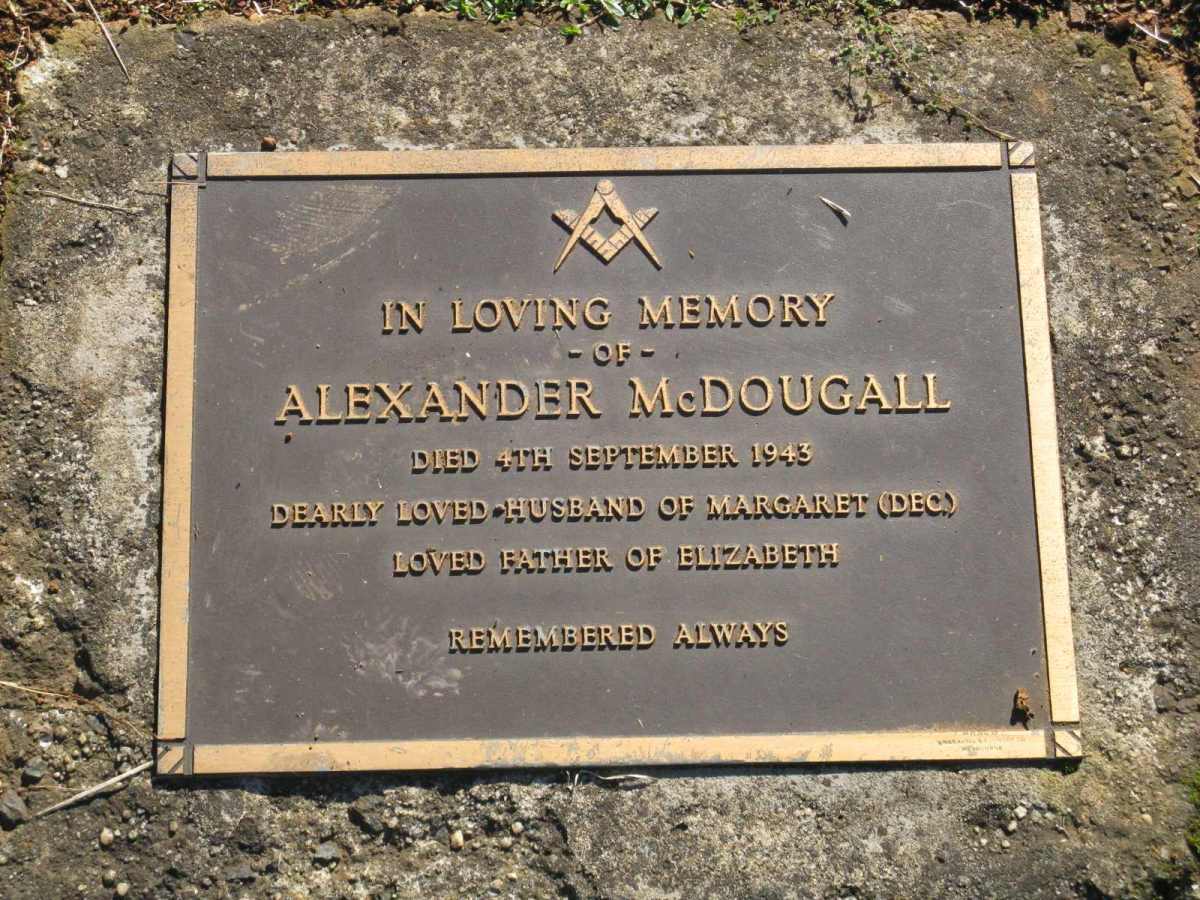 IN LOVING MEMORY
- OF -
ALEXANDER McDOUGALL
DIED 4TH SEPTEMBER 1943
DEARLY LOVED HUSBAND OF MARGARET (DEC.)
LOVED FATHER OF ELIZABETH
REMEMBERED ALWAYS